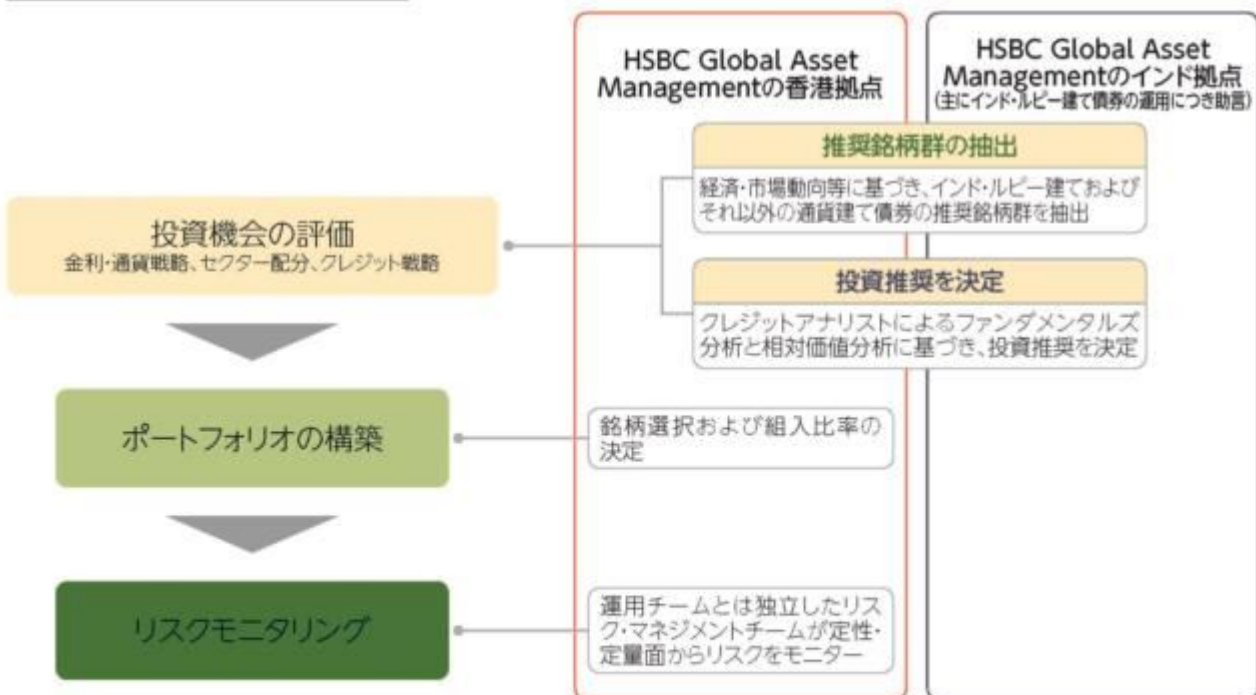 HSBC Global Asset
Managementの香港拠点
HSBC Global Asset
Managementのインド拠点
(主にインド・ルピー建て債券の運用につき助言)
投資機会の評価
金利・通貨戦略、セクター配分、クレジット戦略
推奨銘柄群の抽出
経済・市場動向等に基づき、インド・ルピー建ておよび
それ以外の通貨建て債券の推奨銘柄群を抽出
投資推奨を決定
クレジットアナリストによるファンダメンタルズ
分析と相対価値分析に基づき、投資推奨を決定
ポートフォリオの構築
銘柄選択および組入比率の
決定
リスクモニタリング
運用チームとは独立したリス
ク・マネジメントチームが定性・
定量面からリスクをモニター